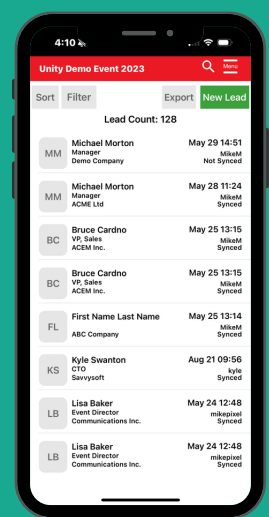 4:10
Unity Demo Event 2023
Menu
Sort Filter Export New Lead
Lead Count: 128
MM Michael Morton May 29 14:51
Manager MikeM
Demo Company Not Synced
MM Michael Morton May 28 11:24
Manager MikeM
ACME Ltd Synced
BC Bruce Cardno May 25 13:15
VP, Sales MikeM
ACEM Inc. Synced
BC Bruce Cardno May 25 13:15
VP, Sales MikeM
ACEM Inc. Synced
FL First Name Last Name May 25 13:14
MikeM
ABC Company Synced
KS Kyle Swanton Aug 21 09:56
CTO kyle
Savvysoft Synced
LB Lisa Baker May 24 12:48
Event Director mikepixel
Communications Inc. Synced
LB Lisa Baker May 24 12:48
Event Director mikepixel
Communications Inc. Synced